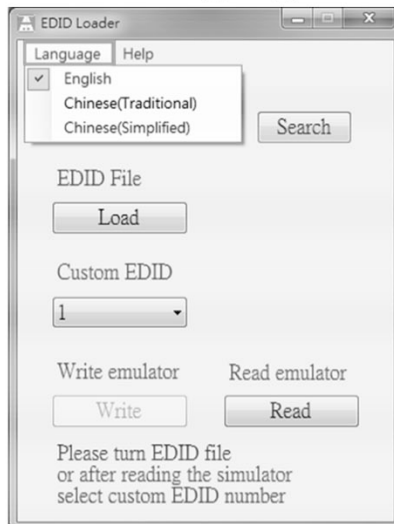 EDID Loader
Language Help
English
Chinese(Traditional)
Chinese(Simplified)
Search
EDID File
Load
Custom EDID
1
Write emulator Read emulator
Write Read
Please turn EDID file
or after reading the simulator
select custom EDID number